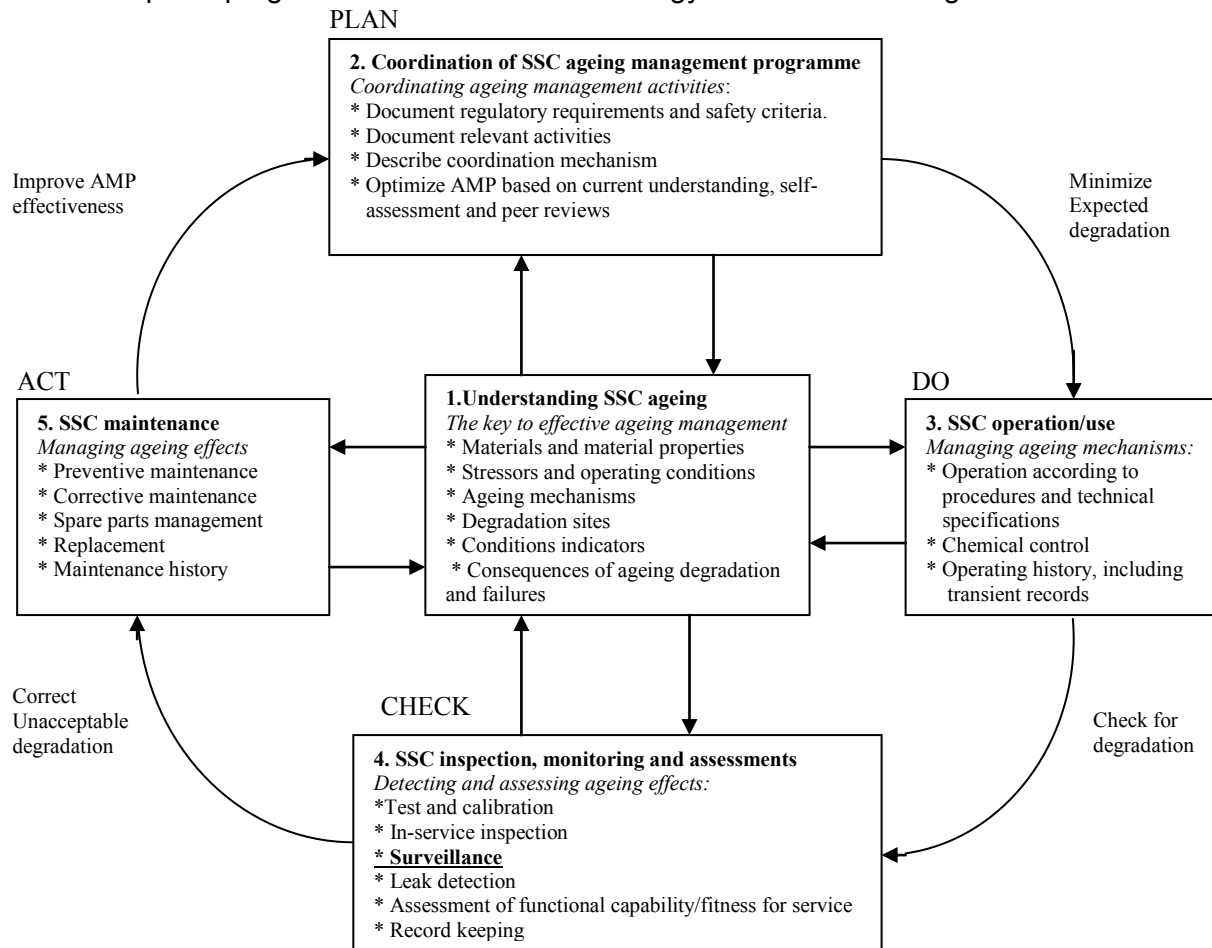 PLAN
2. Coordination of SSC ageing management programme
Coordinating ageing management activities:
* Document regulatory requirements and safety criteria.
* Document relevant activities
* Describe coordination mechanism
* Optimize AMP based on current understanding, self-
assessment and peer reviews
Improve AMP
effectiveness
Minimize
Expected
degradation
ACT
5. SSC maintenance
Managing ageing effects
* Preventive maintenance
* Corrective maintenance
* Spare parts management
* Replacement
* Maintenance history
1.Understanding SSC ageing
The key to effective ageing management
* Materials and material properties
* Stressors and operating conditions
* Ageing mechanisms
* Degradation sites
* Conditions indicators
* Consequences of ageing degradation
and failures
DO
3. SSC operation/use
Managing ageing mechanisms:
* Operation according to
procedures and technical
specifications
* Chemical control
* Operating history, including
transient records
Correct
Unacceptable
degradation
CHECK
4. SSC inspection, monitoring and assessments
Detecting and assessing ageing effects:
*Test and calibration
* In-service inspection
* Surveillance
* Leak detection
* Assessment of functional capability/fitness for service
* Record keeping
Check for
degradation